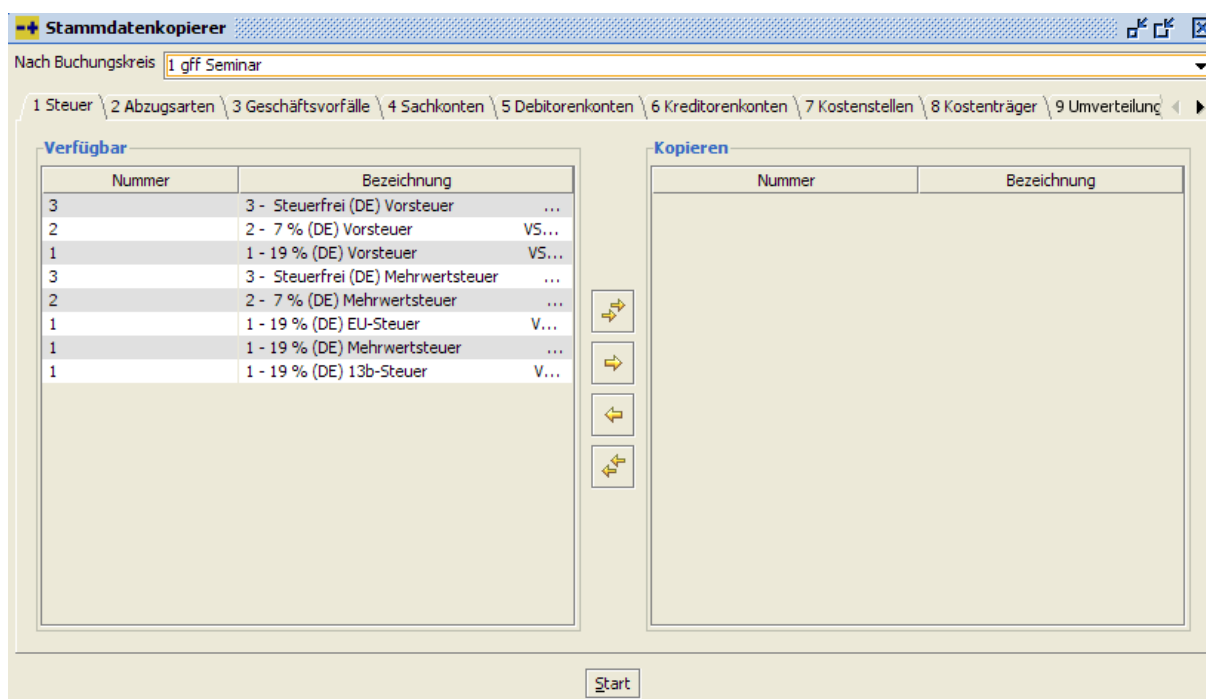 Stammdatenkopierer
Nach Buchungskreis 1 gff Seminar
1 Steuer 2 Abzugsarten 3 Geschäftsvorfälle 4 Sachkonten 5 Debitorenkonten 6 Kreditorenkonten 7 Kostenstellen 8 Kostenträger 9 Umverteilung
Verfügbar Kopieren
Nummer Bezeichnung Nummer Bezeichnung
3 3 - Steuerfrei (DE) Vorsteuer ...
2 2 - 7 % (DE) Vorsteuer VS...
1 1 - 19 % (DE) Vorsteuer VS...
3 3 - Steuerfrei (DE) Mehrwertsteuer ...
2 2 - 7 % (DE) Mehrwertsteuer ...
1 1 - 19 % (DE) EU-Steuer V...
1 1 - 19 % (DE) Mehrwertsteuer ...
1 1 - 19 % (DE) 13b-Steuer V...
Start